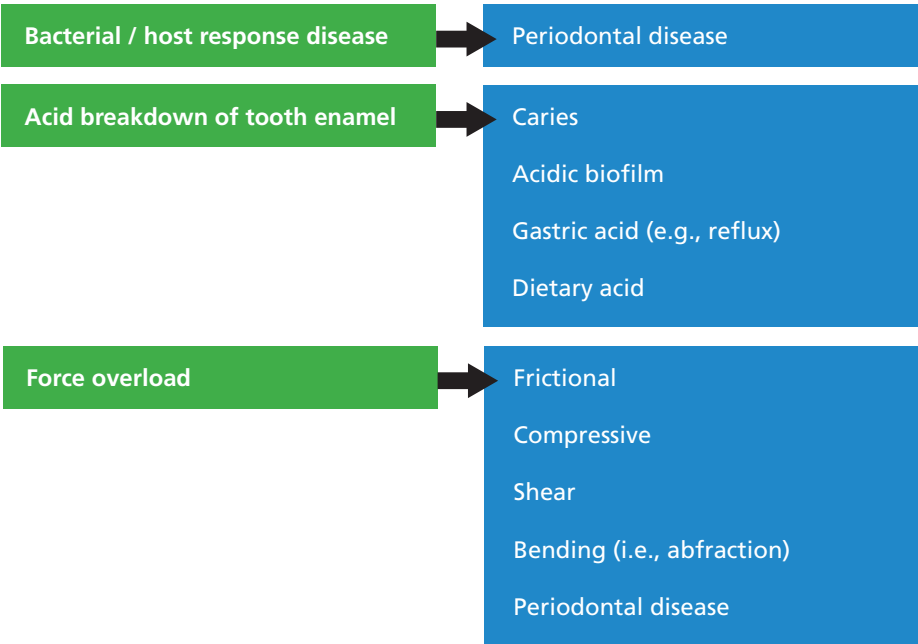 Bacterial / host response disease
Periodontal disease
Acid breakdown of tooth enamel
Caries
Acidic biofilm
Gastric acid (e.g., reflux)
Dietary acid
Force overload
Frictional
Compressive
Shear
Bending (i.e., abfraction)
Periodontal disease